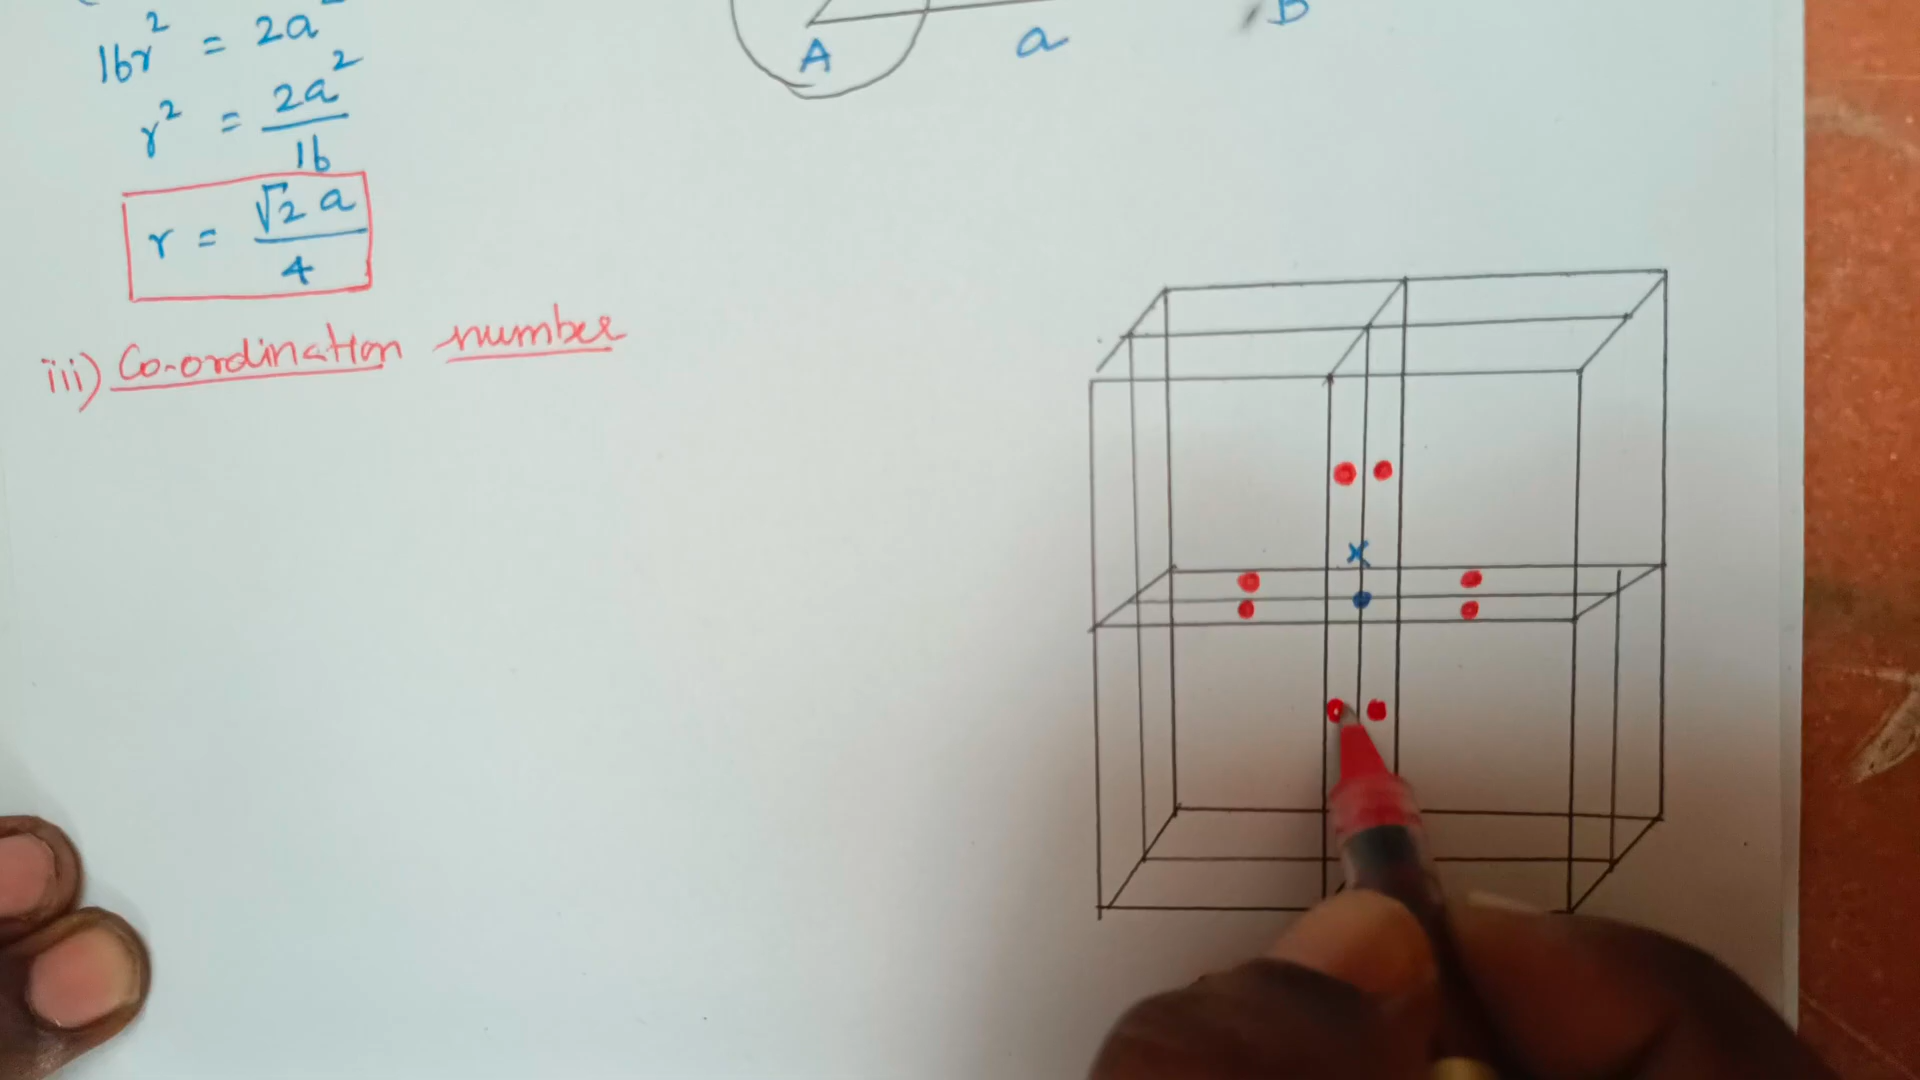 16r² = 2a²
r² = 2a²/16
r = √2 a/4
iii) Co-ordination number
A
a
B
x